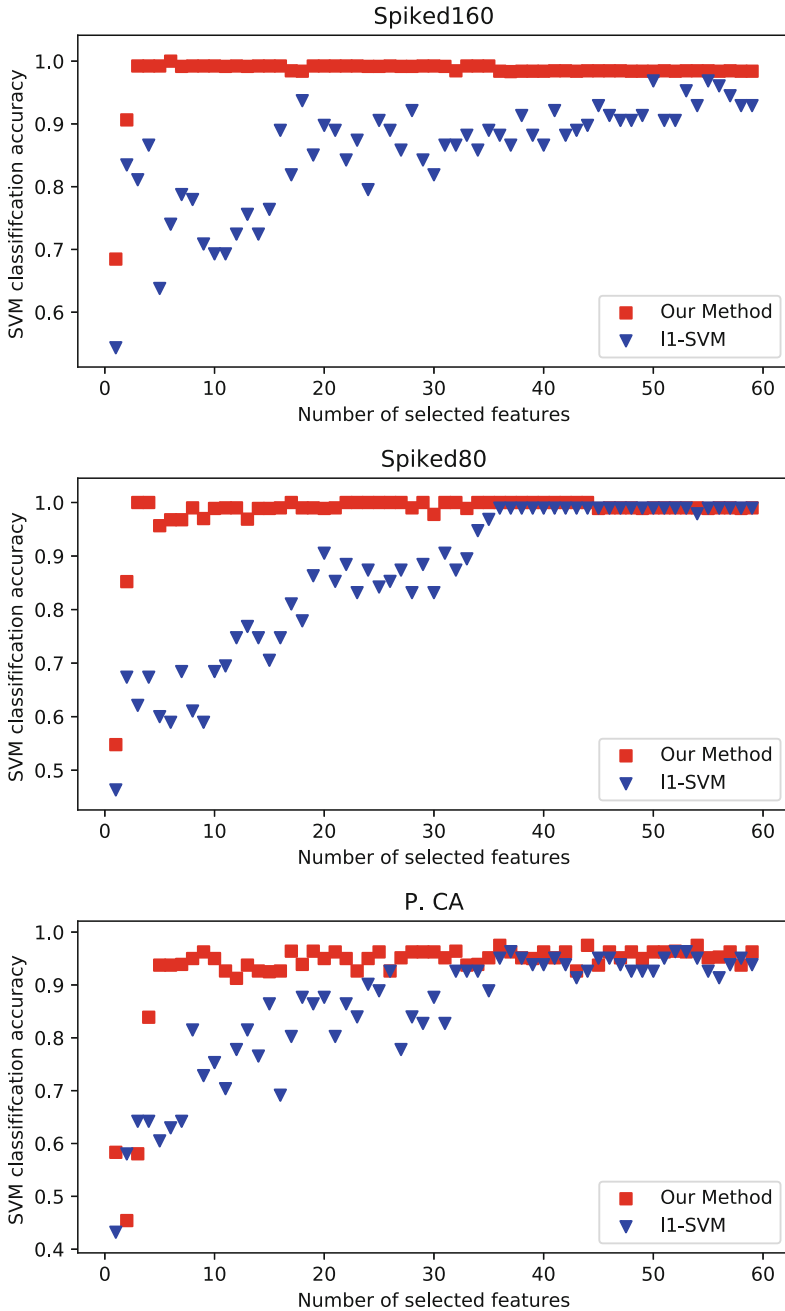 Spiked160
1.0
0.9
0.8
0.7
0.6
SVM classififcation accuracy
Our Method
l1-SVM
0 10 20 30 40 50 60
Number of selected features
Spiked80
1.0
0.9
0.8
0.7
0.6
0.5
SVM classififcation accuracy
Our Method
l1-SVM
0 10 20 30 40 50 60
Number of selected features
P. CA
1.0
0.9
0.8
0.7
0.6
0.5
0.4
SVM classififcation accuracy
Our Method
l1-SVM
0 10 20 30 40 50 60
Number of selected features